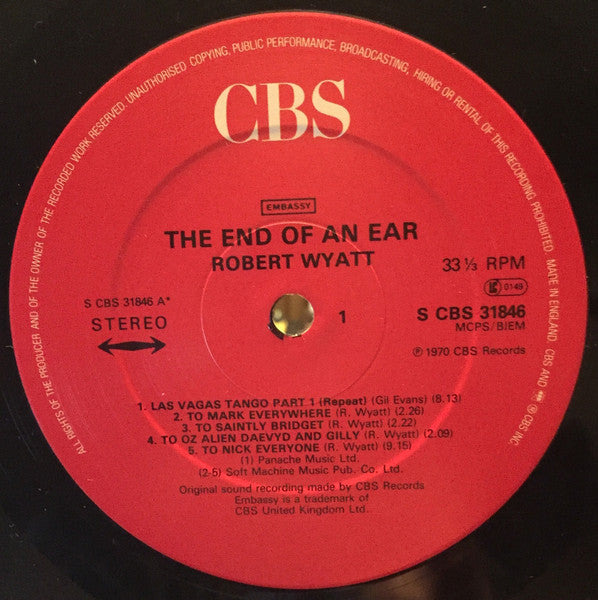 ALL RIGHTS OF THE PRODUCER AND OF THE OWNER OF THE RECORDED WORK RESERVED. UNAUTHORISED COPYING, PUBLIC PERFORMANCE, BROADCASTING, HIRING OR RENTAL OF THIS RECORDING PROHIBITED. MADE IN ENGLAND. CBS AND ℗ CBS INC.
CBS
EMBASSY
THE END OF AN EAR
ROBERT WYATT
33 ⅓ RPM
S CBS 31846 A*
0149
STEREO
1
S CBS 31846
MCPS/BIEM
℗ 1970 CBS Records
1. LAS VAGAS TANGO PART 1 (Repeat) (Gil Evans) (8.13)
2. TO MARK EVERYWHERE (R. Wyatt) (2.26)
3. TO SAINTLY BRIDGET (R. Wyatt) (2.22)
4. TO OZ ALIEN DAEVYD AND GILLY (R. Wyatt) (2.09)
5. TO NICK EVERYONE (R. Wyatt) (9.15)
(1) Panache Music Ltd.
(2-5) Soft Machine Music Pub. Co. Ltd.
Original sound recording made by CBS Records
Embassy is a trademark of
CBS United Kingdom Ltd.